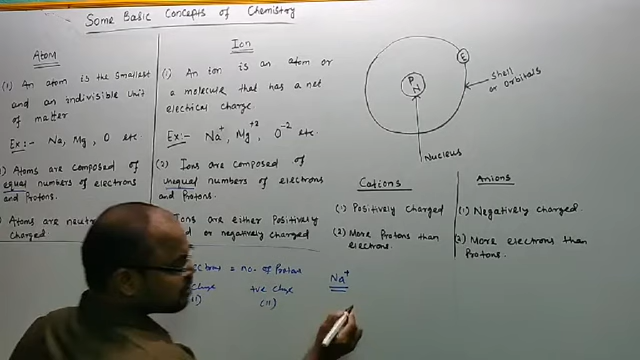 Some Basic Concepts of Chemistry
Atom
(1) An atom is the smallest
and an indivisible unit
of matter
Ex:- Na, Mg, O etc.
) Atoms are composed of
equal numbers of electrons
and Protons.
) Atoms are neutr
charged
Ion
(1) An ion is an atom or
a molecule that has a net
electrical charge.
Ex:- Na⁺, Mg⁺², O⁻² etc.
(2) Ions are composed of
unequal numbers of electrons
and Protons
Ions are either Positively
or negatively charged
P
N
E
Shell
or orbitals
Nucleus
Cations
(1) Positively charged
(2) More Protons than
electrons.
Anions
(1) Negatively charged.
(2) More electrons than
Protons.
= no. of Proton
+ve charge
(11)
Na⁺